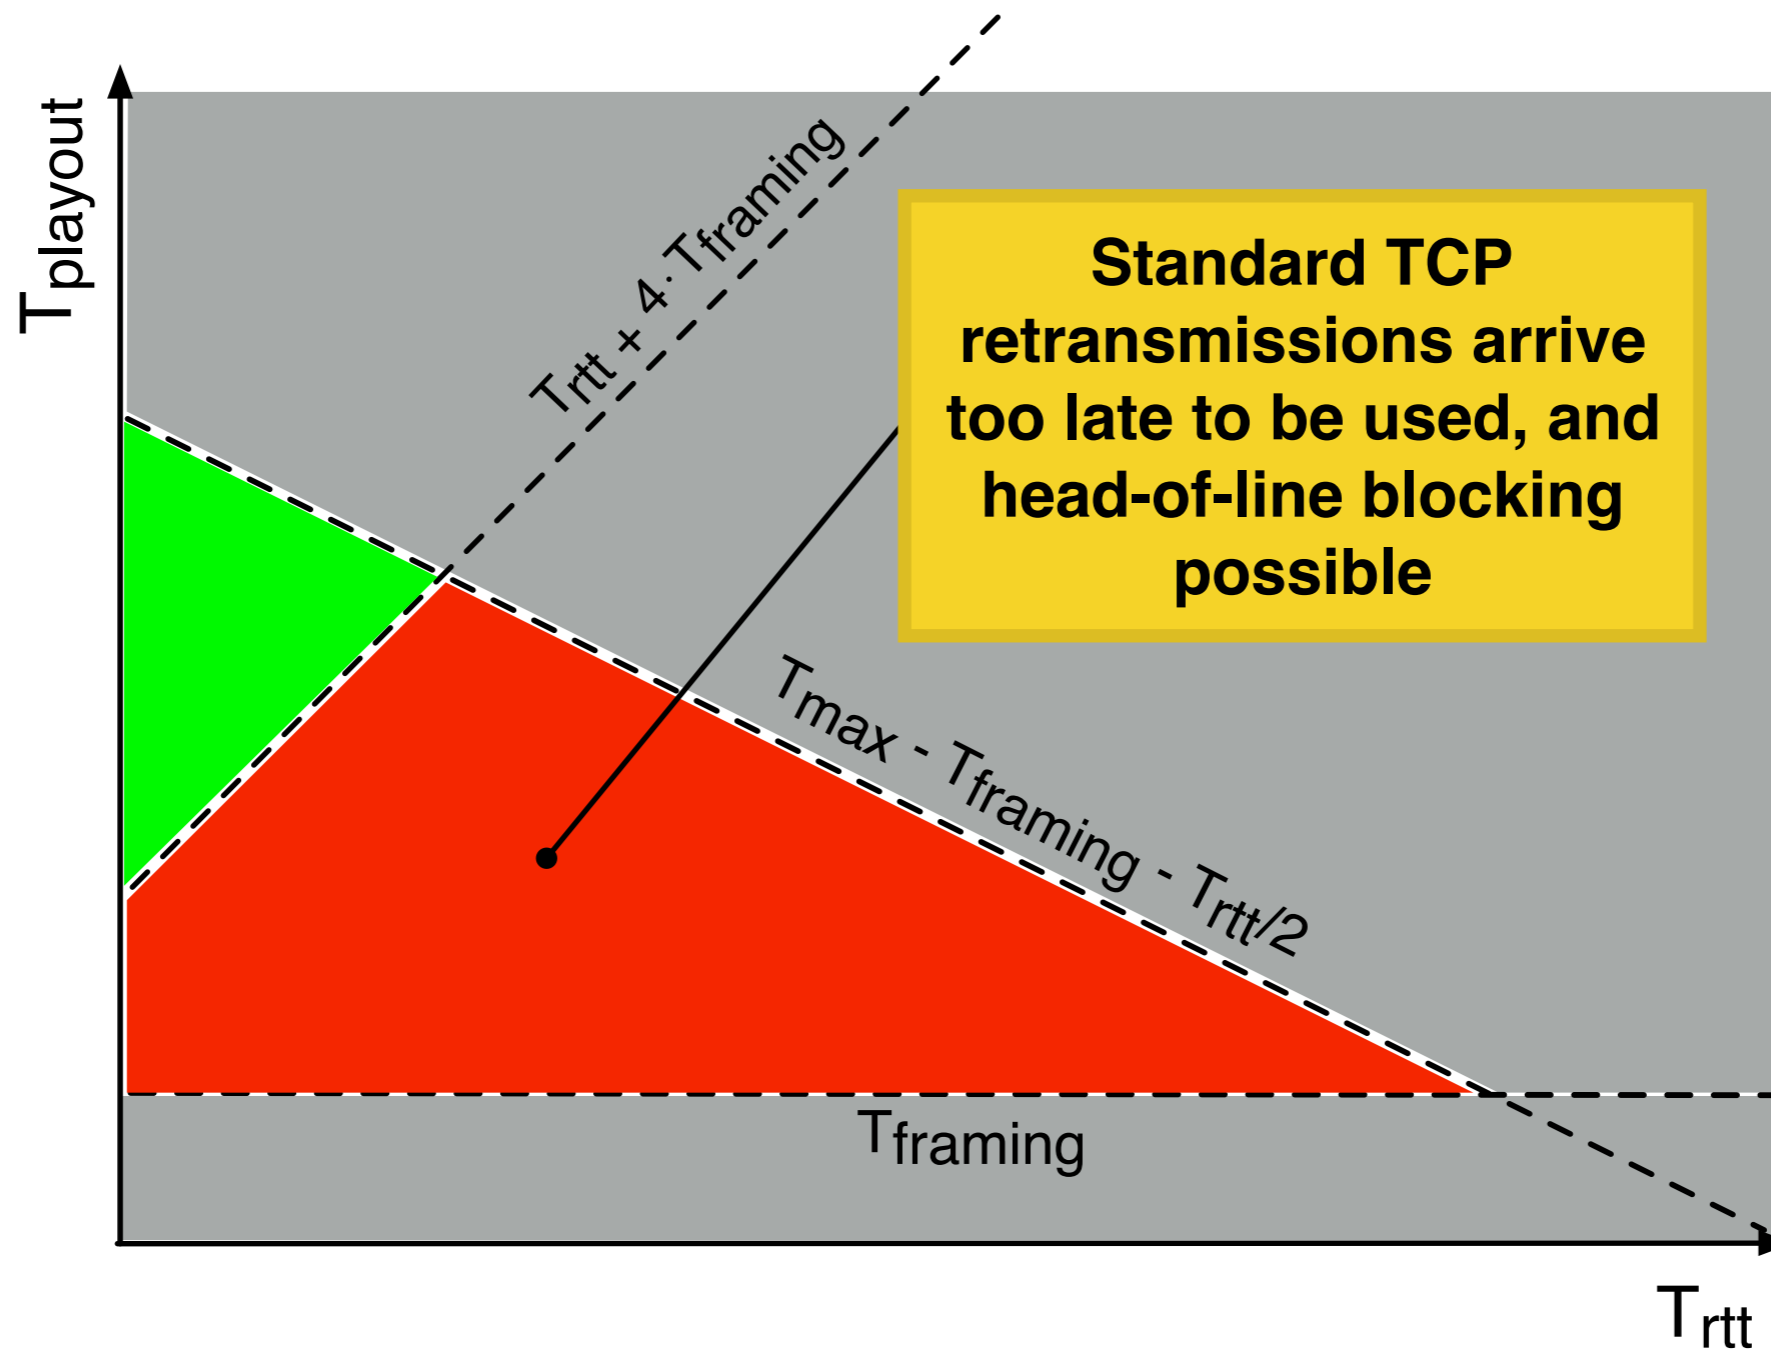 Tplayout
Trtt + 4·Tframing
Standard TCP
retransmissions arrive
too late to be used, and
head-of-line blocking
possible
Tmax - Tframing - Trtt/2
Tframing
Trtt